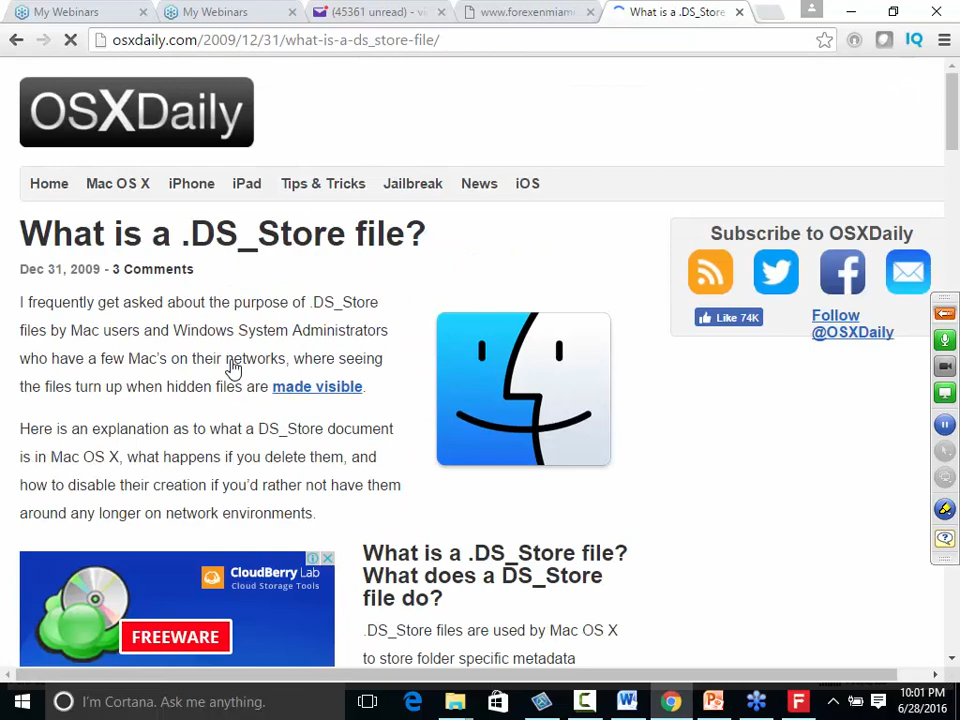 My Webinars
My Webinars
(45361 unread) - vi
www.forexenmiam
What is a .DS_Store
osxdaily.com/2009/12/31/what-is-a-ds_store-file/
IQ
OSXDaily
Home Mac OS X iPhone iPad Tips & Tricks Jailbreak News iOS
What is a .DS_Store file?
Dec 31, 2009 - 3 Comments
I frequently get asked about the purpose of .DS_Store
files by Mac users and Windows System Administrators
who have a few Mac's on their networks, where seeing
the files turn up when hidden files are made visible.
Here is an explanation as to what a DS_Store document
is in Mac OS X, what happens if you delete them, and
how to disable their creation if you'd rather not have them
around any longer on network environments.
Subscribe to OSXDaily
Like 74K
Follow
@OSXDaily
CloudBerry Lab
Cloud Storage Tools
FREEWARE
What is a .DS_Store file?
What does a DS_Store
file do?
.DS_Store files are used by Mac OS X
to store folder specific metadata
I'm Cortana. Ask me anything.
10:01 PM
6/28/2016